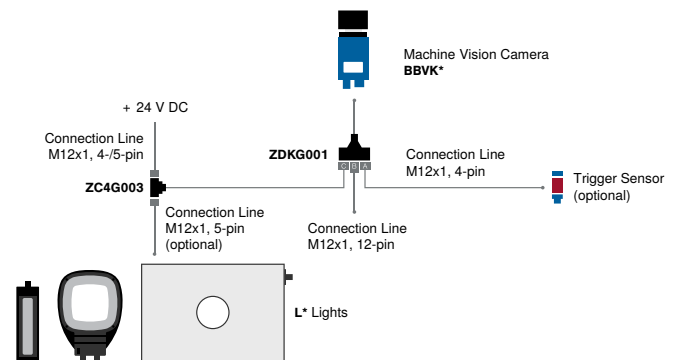 Machine Vision Camera
BBVK*
+ 24 V DC
Connection Line
M12x1, 4-/5-pin
ZDKG001
C B A
Connection Line
M12x1, 4-pin
ZC4G003
Trigger Sensor
(optional)
Connection Line
M12x1, 5-pin
(optional)
Connection Line
M12x1, 12-pin
L* Lights